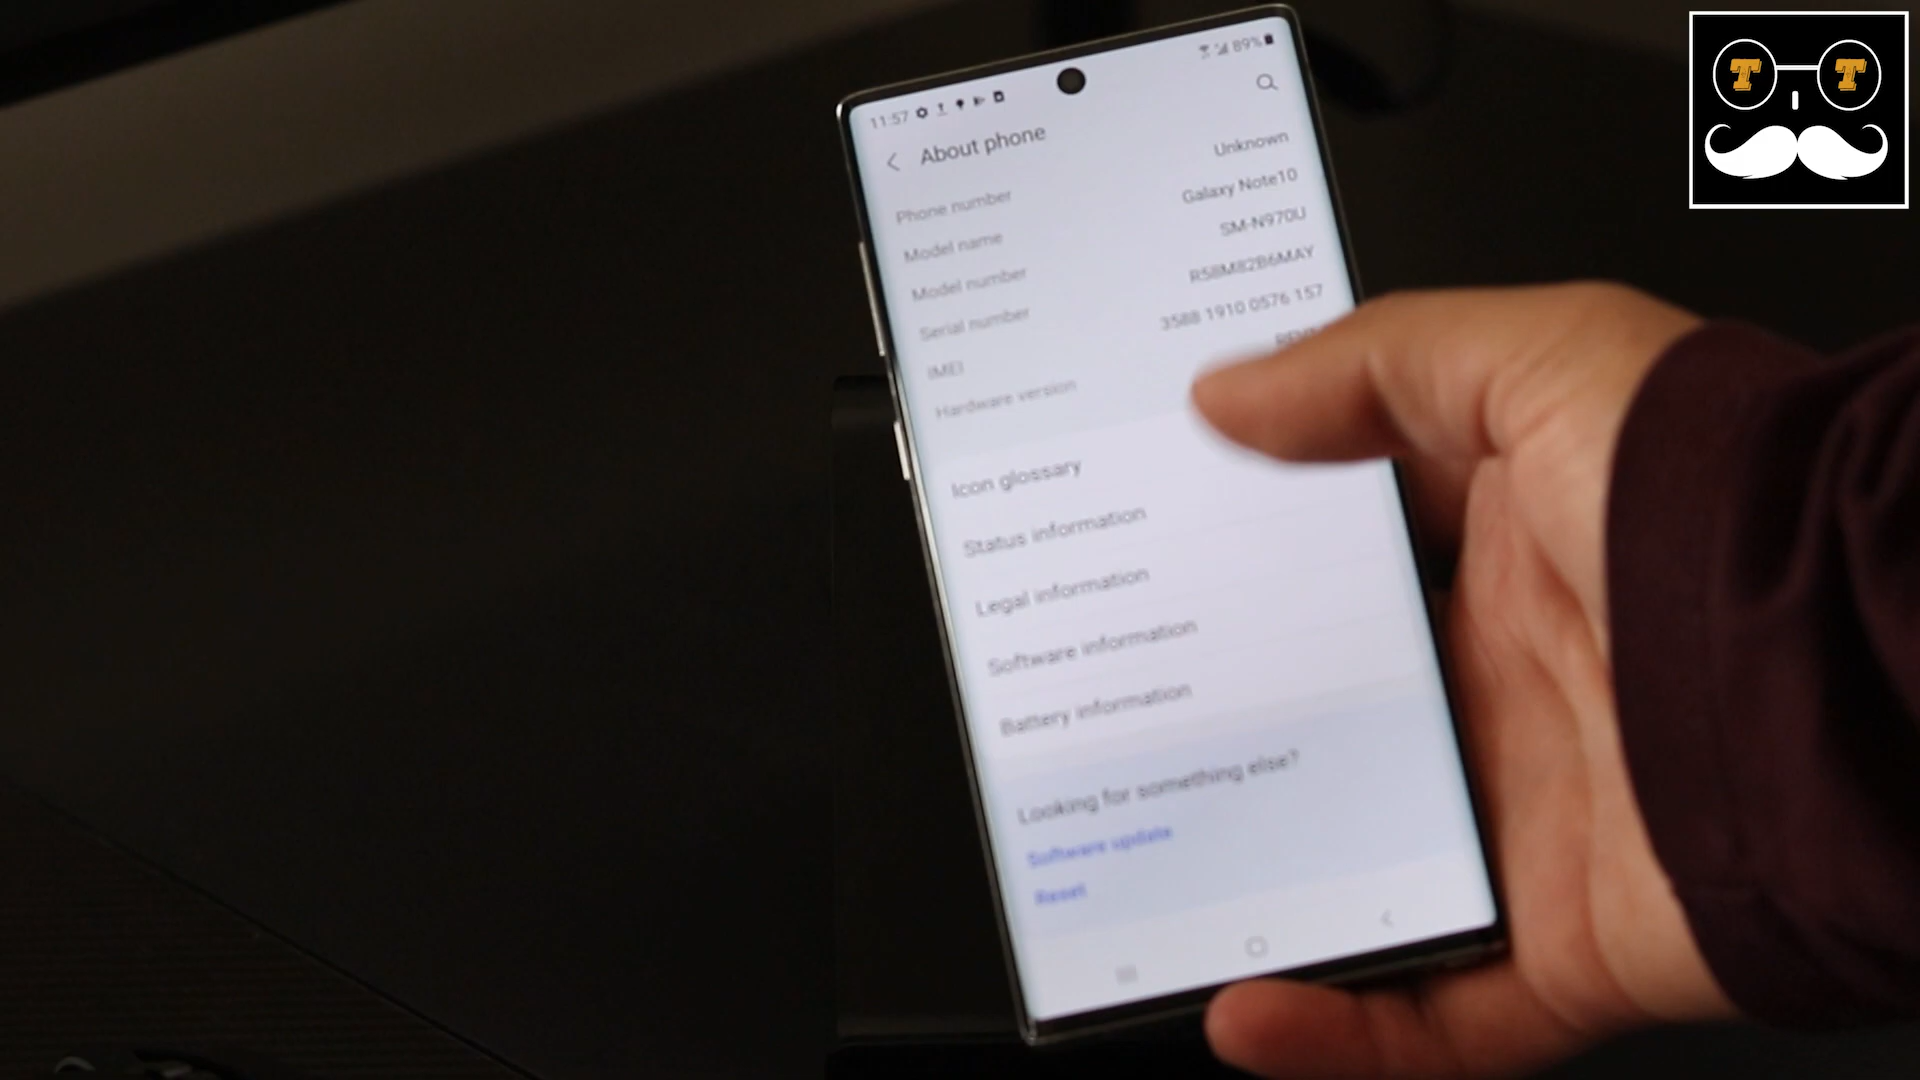 T T
11:57 89%
About phone
Phone number Unknown
Model name Galaxy Note10
Model number SM-N970U
Serial number R58M82B6MAY
IMEI 3588 1910 0576 157
Hardware version
Icon glossary
Status information
Legal information
Software information
Battery information
Looking for something else?
Software update
Reset